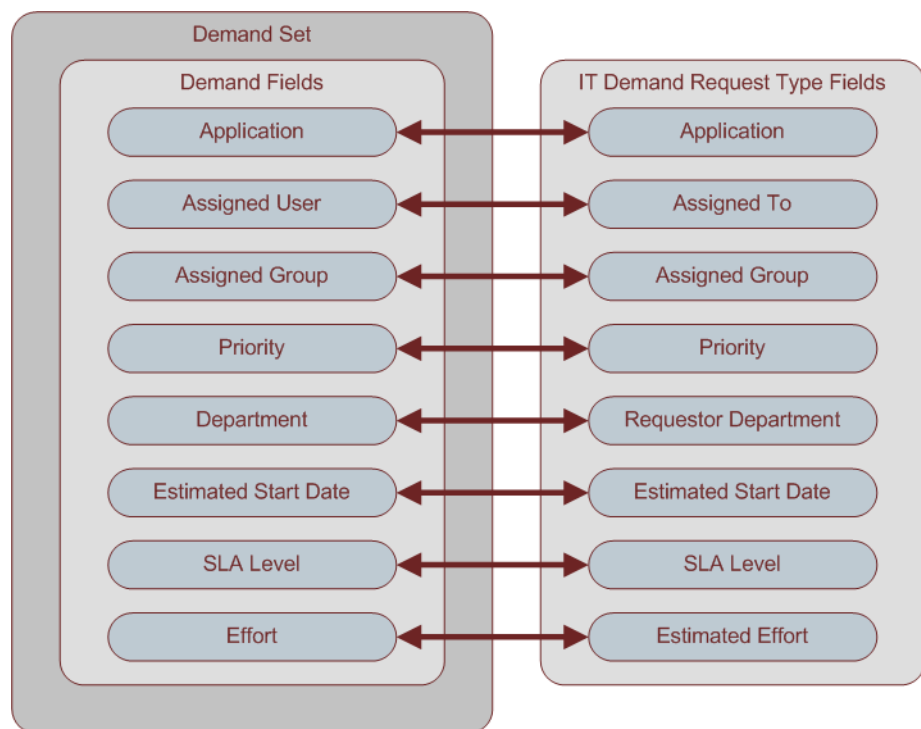 Demand Set
Demand Fields
IT Demand Request Type Fields
Application
Application
Assigned User
Assigned To
Assigned Group
Assigned Group
Priority
Priority
Department
Requestor Department
Estimated Start Date
Estimated Start Date
SLA Level
SLA Level
Effort
Estimated Effort